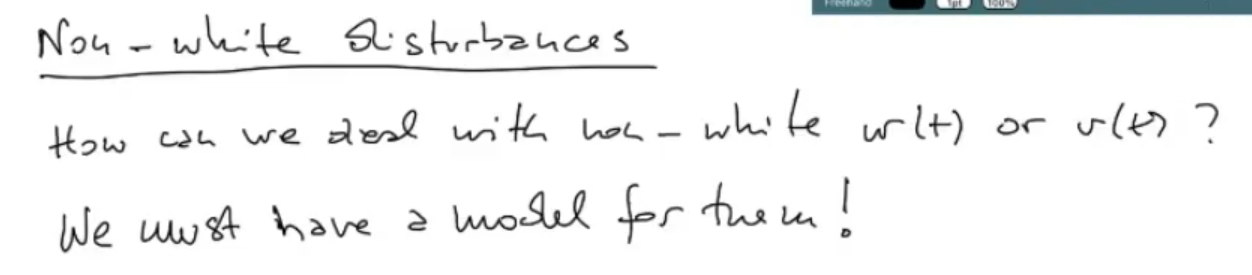 Freehand 1pt 100%
Non-white disturbances
How can we deal with non-white w(t) or v(t)?
We must have a model for them!